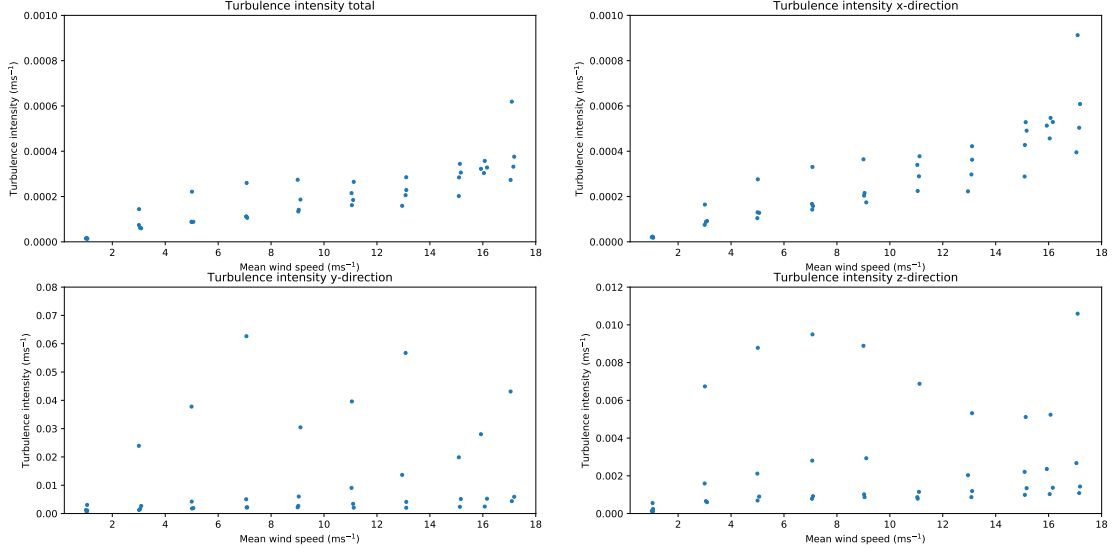 Turbulence intensity total
Turbulence intensity (ms⁻¹)
0.0010
0.0008
0.0006
0.0004
0.0002
0.0000
2 4 6 8 10 12 14 16 18
Mean wind speed (ms⁻¹)
Turbulence intensity x-direction
Turbulence intensity (ms⁻¹)
0.0010
0.0008
0.0006
0.0004
0.0002
0.0000
2 4 6 8 10 12 14 16 18
Mean wind speed (ms⁻¹)
Turbulence intensity y-direction
Turbulence intensity (ms⁻¹)
0.08
0.07
0.06
0.05
0.04
0.03
0.02
0.01
0.00
2 4 6 8 10 12 14 16 18
Mean wind speed (ms⁻¹)
Turbulence intensity z-direction
Turbulence intensity (ms⁻¹)
0.012
0.010
0.008
0.006
0.004
0.002
0.000
2 4 6 8 10 12 14 16 18
Mean wind speed (ms⁻¹)